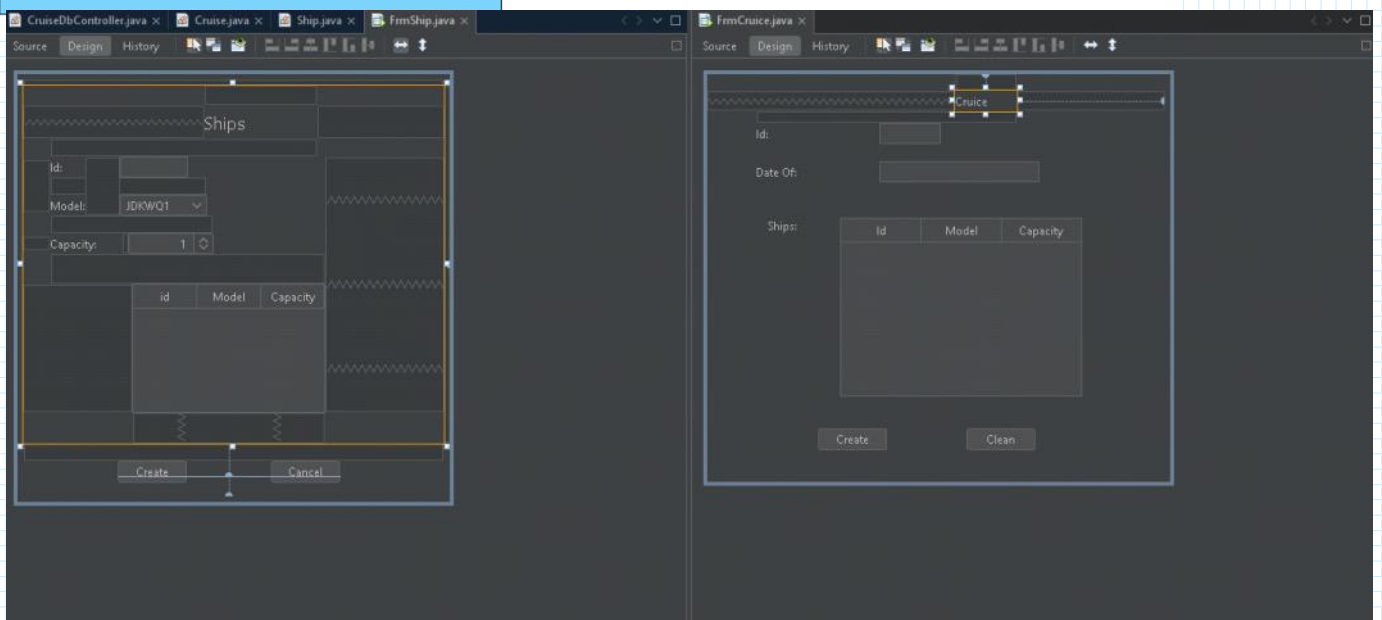 CruiseDbController.java × Cruise.java × Ship.java × FrmShip.java ×
Source Design History
Ships
Id:
Model: JDKWQ1
Capacity: 1
id Model Capacity
Create Cancel
FrmCruice.java ×
Source Design History
Cruice
Id:
Date Of:
Ships:
Id Model Capacity
Create Clean